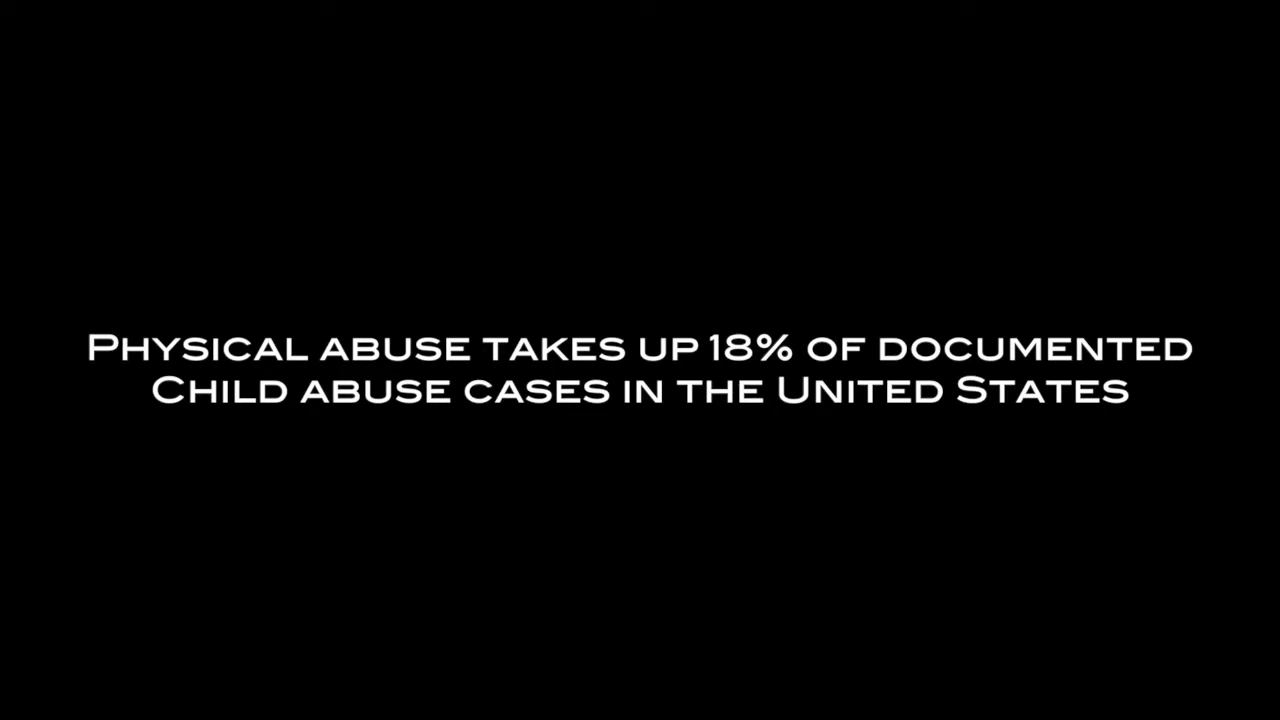 Physical abuse takes up 18% of documented
Child abuse cases in the United States